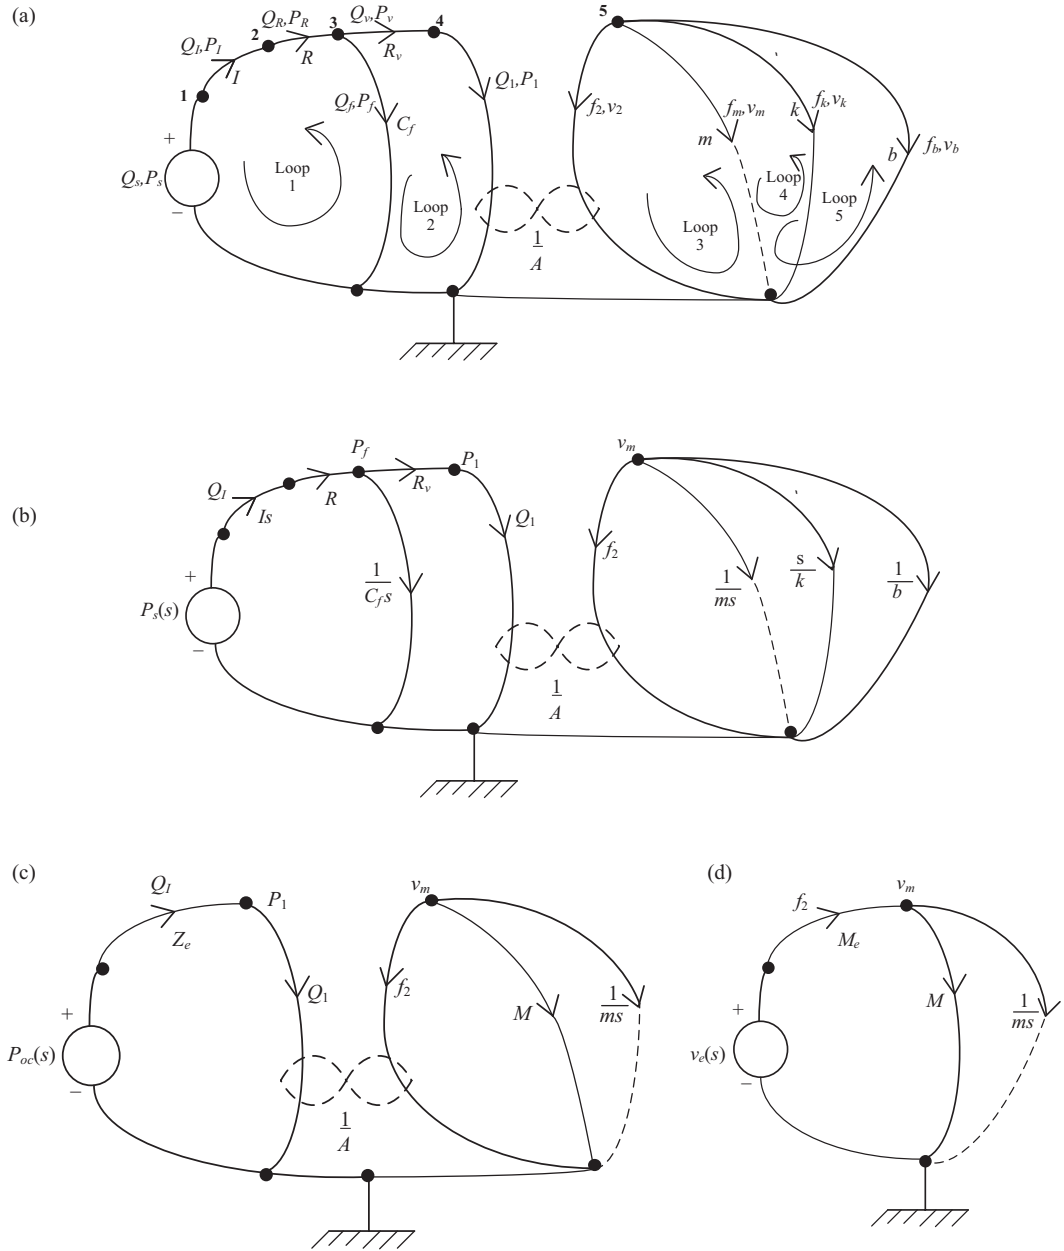 (a)
Q_I,P_I
Q_R,P_R
Q_v,P_v
1
2
3
4
5
I
R
R_v
Q_f,P_f
C_f
Q_1,P_1
+
Q_s,P_s
−
Loop
1
Loop
2
1/A
f_2,v_2
f_m,v_m
m
k
f_k,v_k
b
f_b,v_b
Loop
3
Loop
4
Loop
5
(b)
Q_I
Is
R
P_f
R_v
P_1
Q_1
+
P_s(s)
−
1/C_f s
1/A
v_m
f_2
1/ms
s/k
1/b
(c)
Q_I
Z_e
P_1
Q_1
+
P_oc(s)
−
1/A
v_m
f_2
M
1/ms
(d)
f_2
M_e
v_m
M
1/ms
+
v_e(s)
−